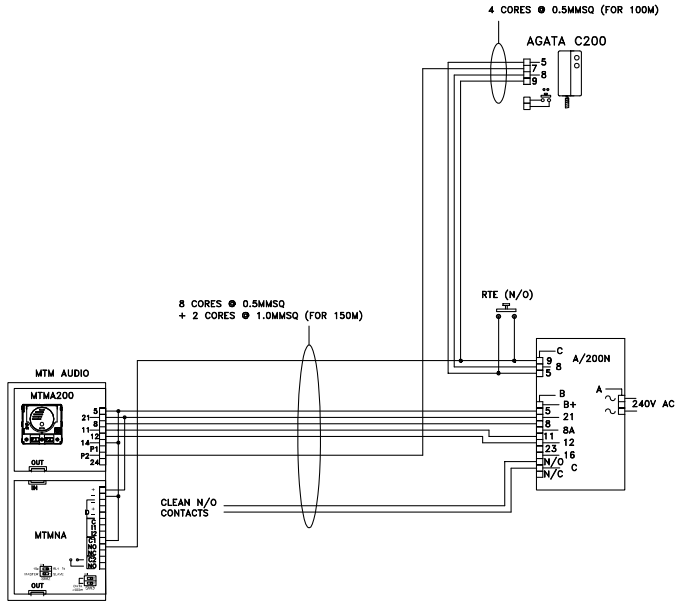 4 CORES @ 0.5MMSQ (FOR 100M)
AGATA C200
5
7
8
9
8 CORES @ 0.5MMSQ
+ 2 CORES @ 1.0MMSQ (FOR 150M)
RTE (N/O)
C
A/200N
9
8
5
MTM AUDIO
MTMA200
A
240V AC
B
B+
5
21
5
21
8
8
8A
11
11
12
12
14
23
P1
16
P2
N/O
C
24
N/C
OUT
IN
CLEAN N/O
CONTACTS
MTMNA
OUT